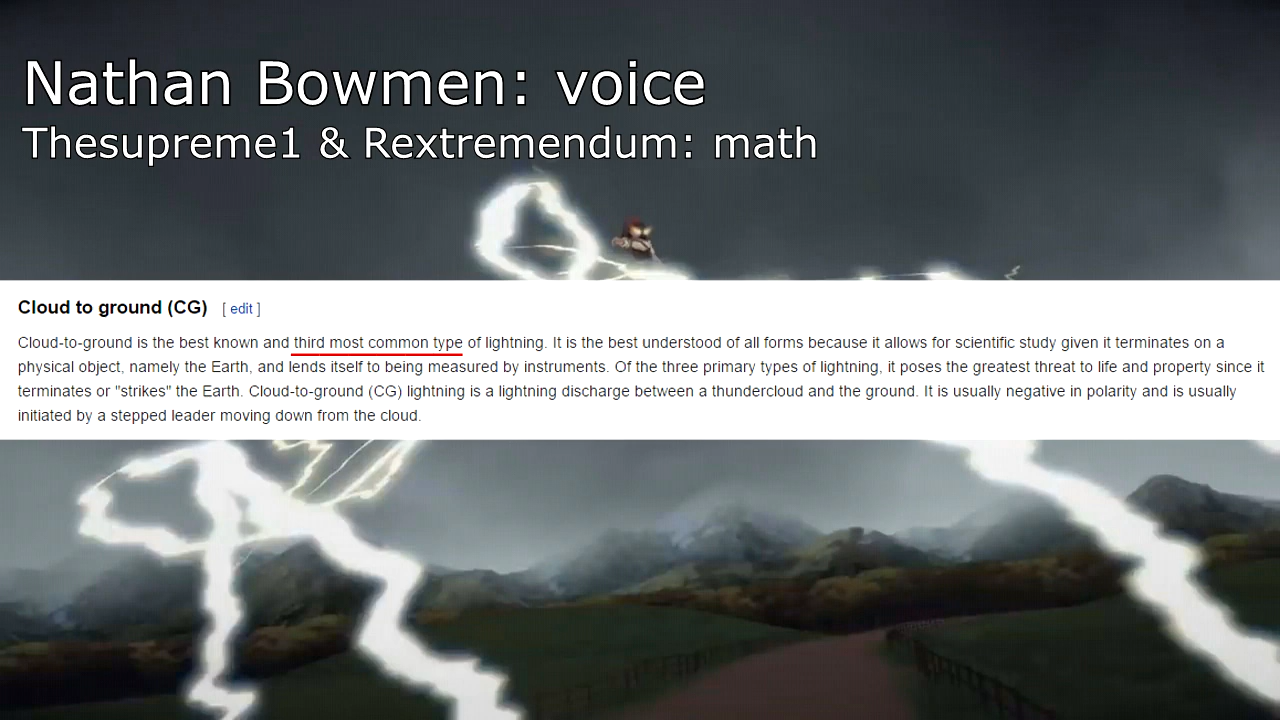 Nathan Bowmen: voice
Thesupreme1 & Rextremendum: math
Cloud to ground (CG) [ edit ]
Cloud-to-ground is the best known and third most common type of lightning. It is the best understood of all forms because it allows for scientific study given it terminates on a
physical object, namely the Earth, and lends itself to being measured by instruments. Of the three primary types of lightning, it poses the greatest threat to life and property since it
terminates or "strikes" the Earth. Cloud-to-ground (CG) lightning is a lightning discharge between a thundercloud and the ground. It is usually negative in polarity and is usually
initiated by a stepped leader moving down from the cloud.